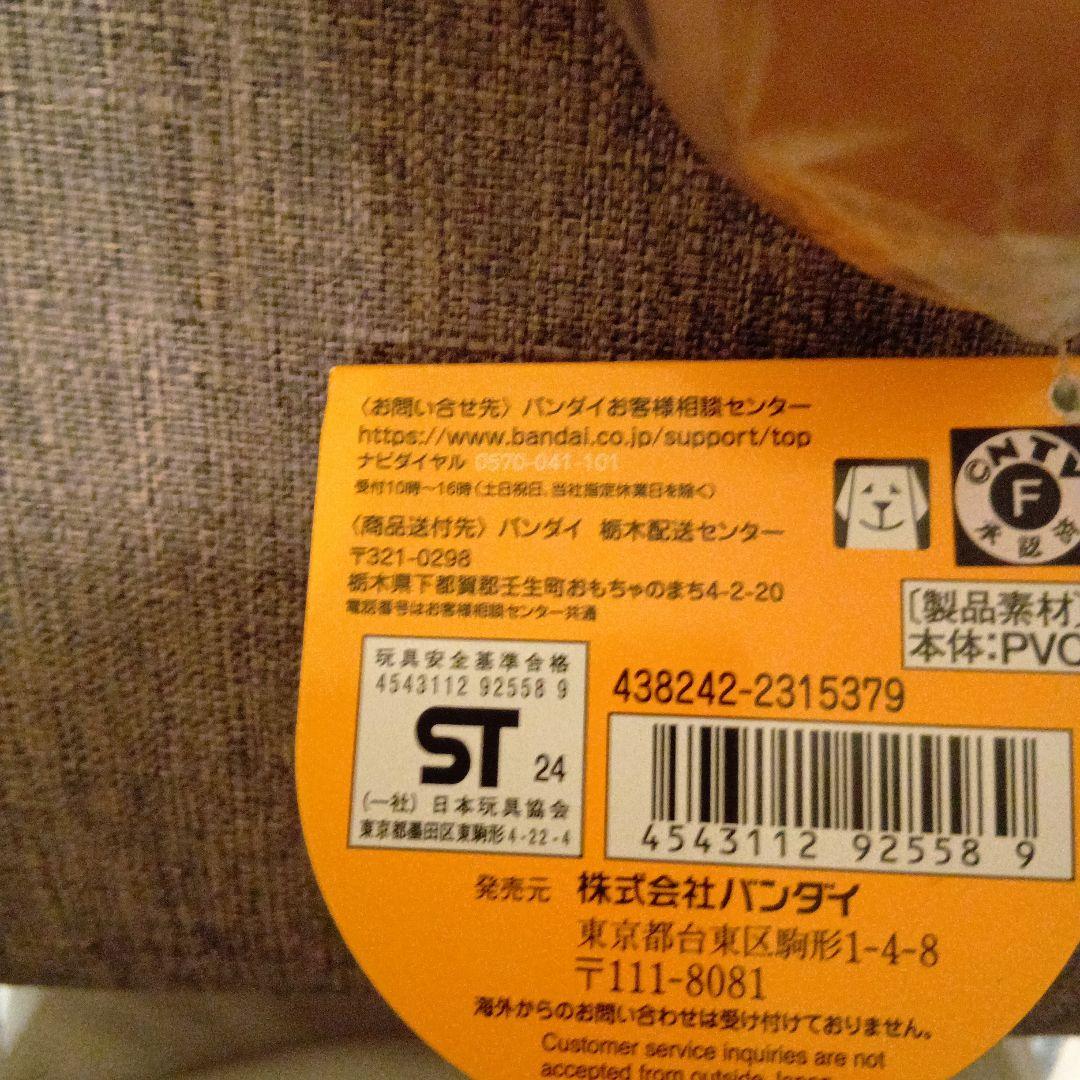 〈お問い合せ先〉バンダイお客様相談センター
https://www.bandai.co.jp/support/top
ナビダイヤル 0570-041-101
受付10時〜16時(土日祝日、当社指定休業日を除く)
〈商品送付先〉バンダイ 栃木配送センター
〒321-0298
栃木県下都賀郡壬生町おもちゃのまち4-2-20
電話番号はお客様相談センター共通
©NTV
F
承認
[製品素材]
本体:PVC
玩具安全基準合格
4543112 92558 9
ST 24
(一社)日本玩具協会
東京都墨田区東駒形4-22-4
438242-2315379
4543112 92558 9
発売元 株式会社バンダイ
東京都台東区駒形1-4-8
〒111-8081
海外からのお問い合わせは受け付けておりません。
Customer service inquiries are not
accepted from outside Japan